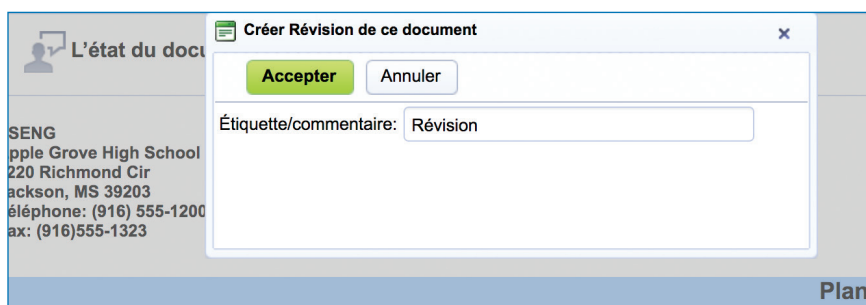 Créer Révision de ce document
L'état du docu
Accepter
Annuler
Étiquette/commentaire: Révision
SENG
pple Grove High School
220 Richmond Cir
ackson, MS 39203
éléphone: (916) 555-1200
ax: (916)555-1323
Plan